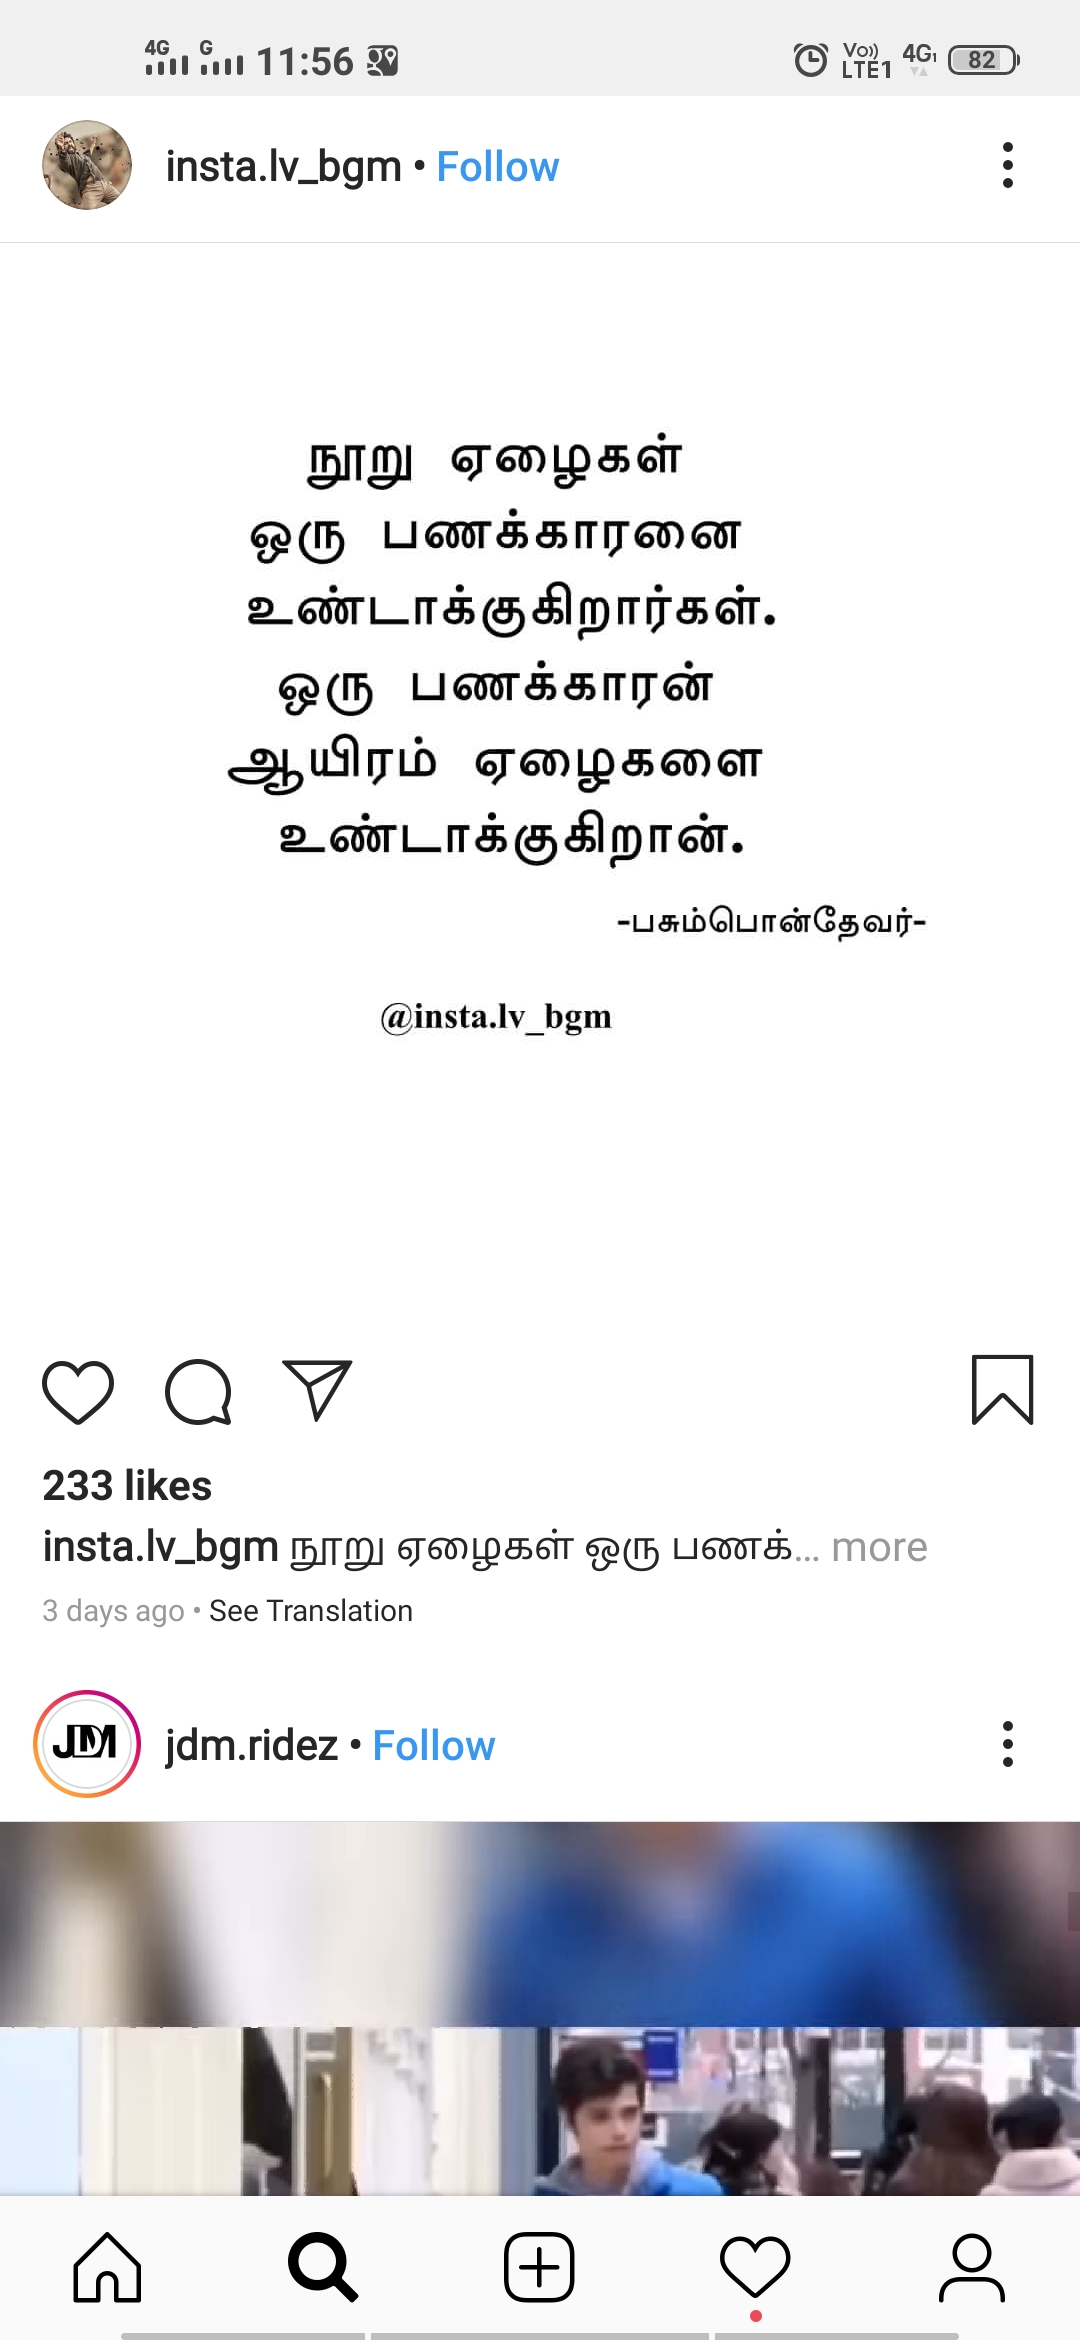 4G G 11:56 Vo)) LTE1 4G1 82
insta.lv_bgm • Follow
நூறு ஏழைகள்
ஒரு பணக்காரனை
உண்டாக்குகிறார்கள்.
ஒரு பணக்காரன்
ஆயிரம் ஏழைகளை
உண்டாக்குகிறான்.
-பசும்பொன்தேவர்-
@insta.lv_bgm
233 likes
insta.lv_bgm நூறு ஏழைகள் ஒரு பணக்... more
3 days ago • See Translation
JDM
jdm.ridez • Follow